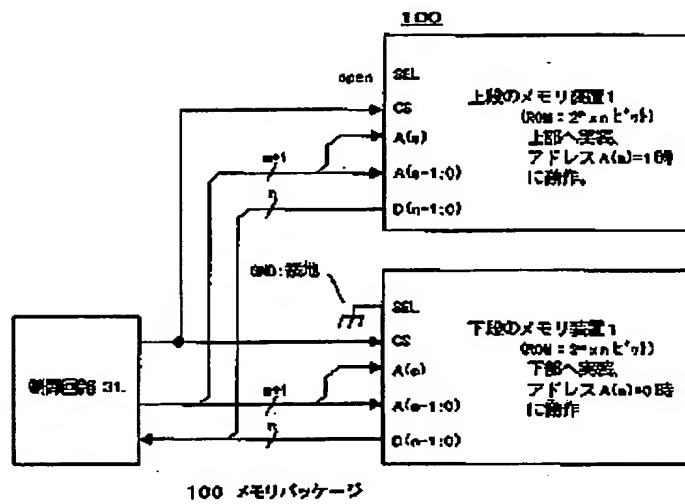 100
open
SEL
CS
A(m)
A(m-1:0)
D(n-1:0)
上段のメモリ装置1
(ROM:2ᵐ×nビット)
上部へ実装、
アドレスA(m)=1時
に動作。
m+1
n
GND:接地
SEL
CS
A(m)
A(m-1:0)
D(n-1:0)
下段のメモリ装置1
(ROM:2ᵐ×nビット)
下部へ実装、
アドレスA(m)=0時
に動作
制御回路 31
m+1
n
100 メモリパッケージ